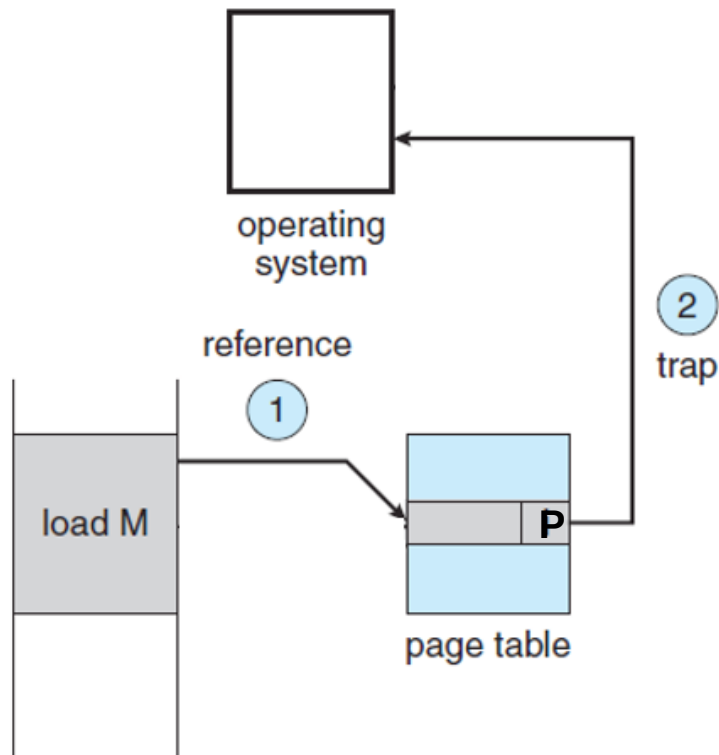 operating
system
reference
1
2
trap
load M
P
page table